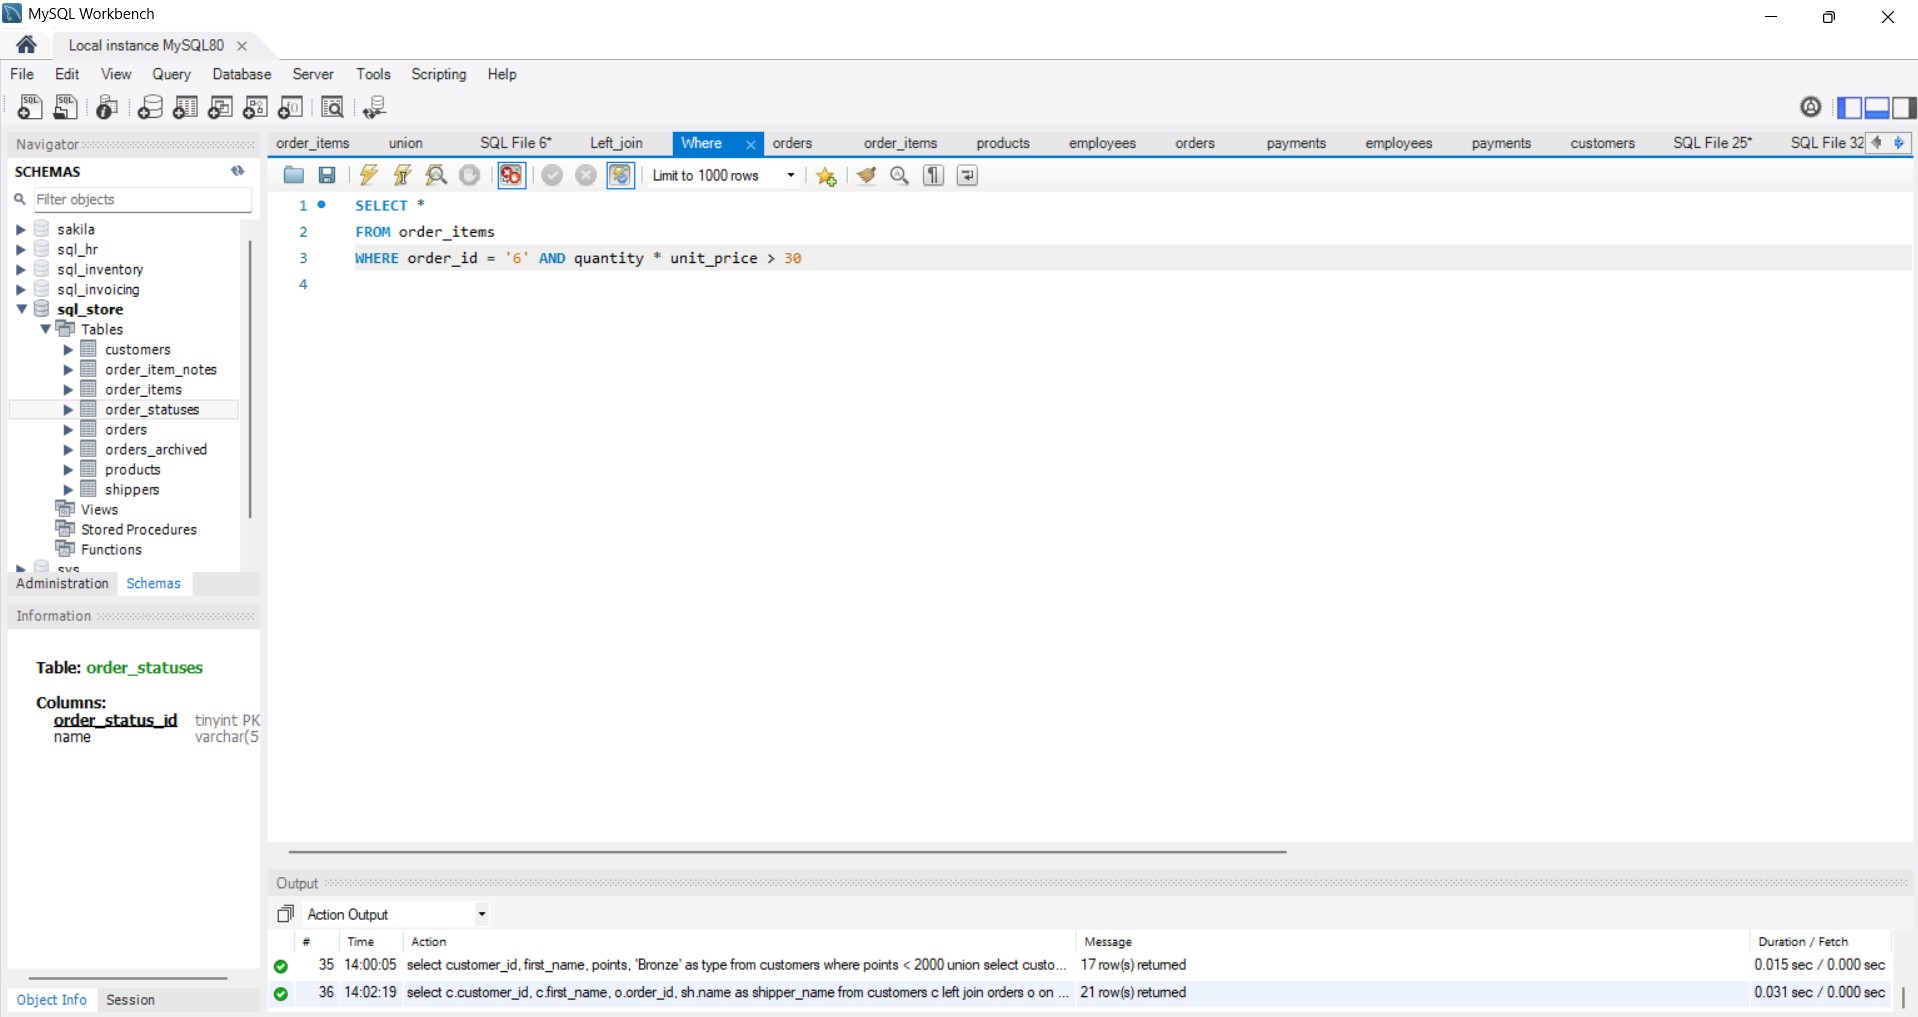 MySQL Workbench
Local instance MySQL80
File Edit View Query Database Server Tools Scripting Help
Navigator
SCHEMAS
Filter objects
sakila
sql_hr
sql_inventory
sql_invoicing
sql_store
Tables
customers
order_item_notes
order_items
order_statuses
orders
orders_archived
products
shippers
Views
Stored Procedures
Functions
sys
Administration Schemas
Information
Table: order_statuses
Columns:
order_status_id tinyint PK
name varchar(5
Object Info Session
order_items union SQL File 6* Left_join Where orders order_items products employees orders payments employees payments customers SQL File 25* SQL File 32
Limit to 1000 rows
1 SELECT *
2 FROM order_items
3 WHERE order_id = '6' AND quantity * unit_price > 30
4
Output
Action Output
# Time Action Message Duration / Fetch
35 14:00:05 select customer_id, first_name, points, 'Bronze' as type from customers where points < 2000 union select custo... 17 row(s) returned 0.015 sec / 0.000 sec
36 14:02:19 select c.customer_id, c.first_name, o.order_id, sh.name as shipper_name from customers c left join orders o on ... 21 row(s) returned 0.031 sec / 0.000 sec